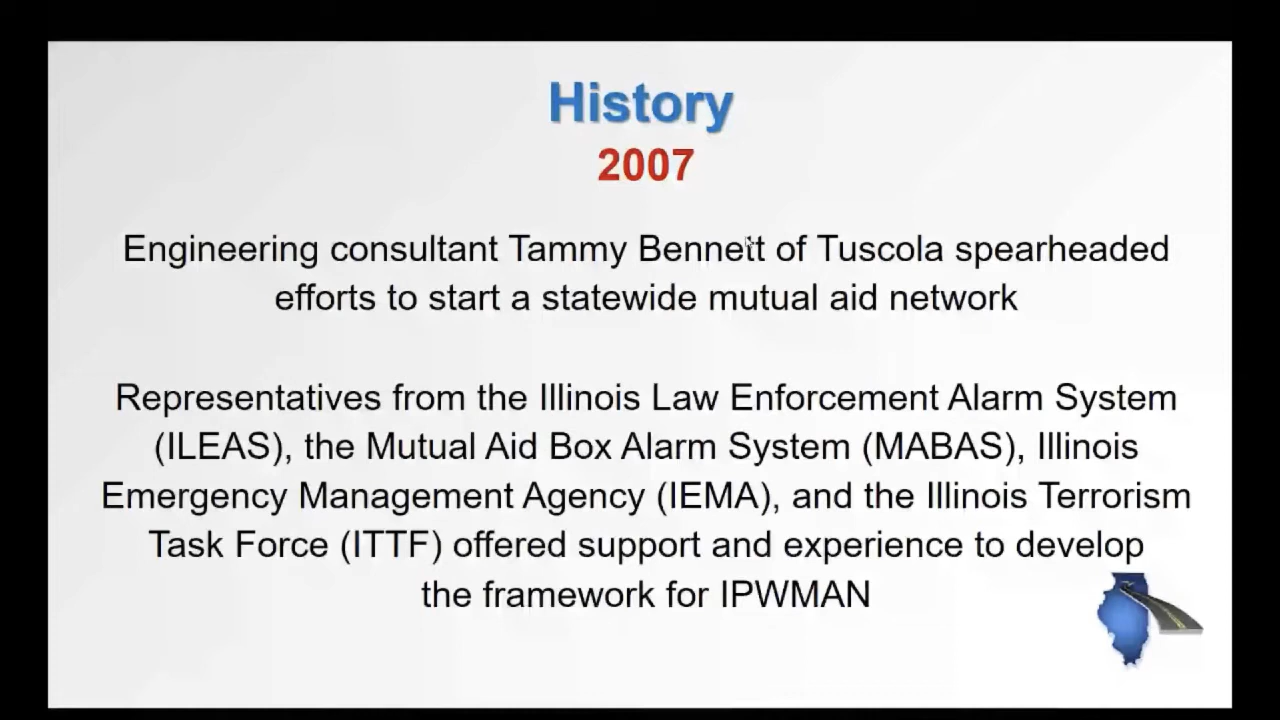 History
2007
Engineering consultant Tammy Bennett of Tuscola spearheaded
efforts to start a statewide mutual aid network
Representatives from the Illinois Law Enforcement Alarm System
(ILEAS), the Mutual Aid Box Alarm System (MABAS), Illinois
Emergency Management Agency (IEMA), and the Illinois Terrorism
Task Force (ITTF) offered support and experience to develop
the framework for IPWMAN